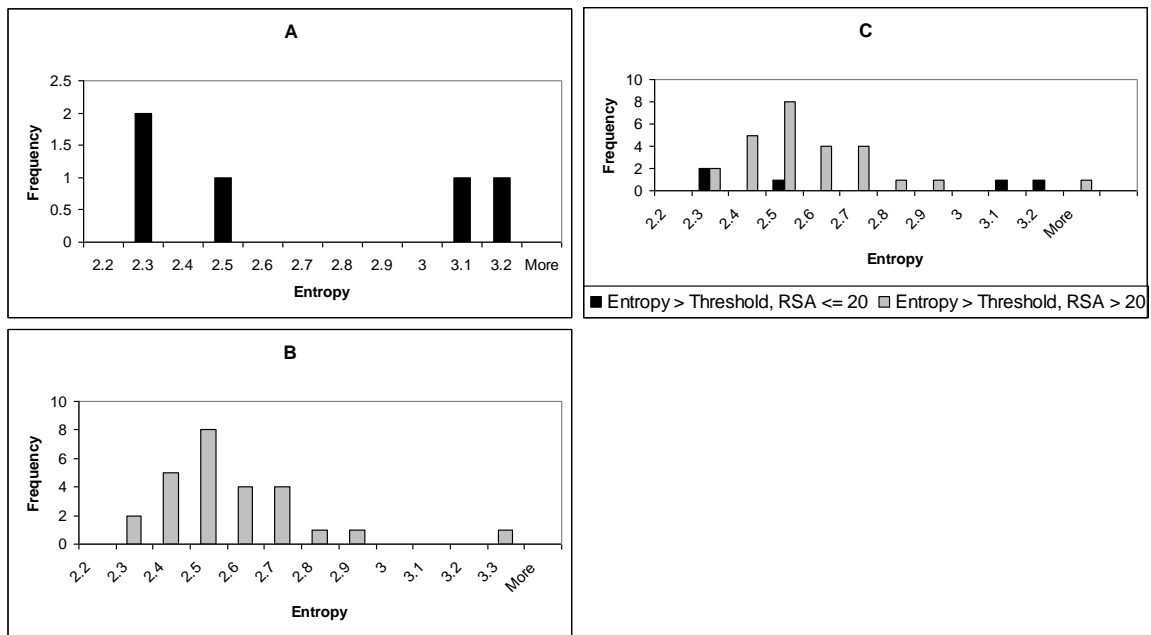 A
2.5
2
1.5
1
0.5
0
Frequency
2.2 2.3 2.4 2.5 2.6 2.7 2.8 2.9 3 3.1 3.2 More
Entropy
C
10
8
6
4
2
0
Frequency
2.2 2.3 2.4 2.5 2.6 2.7 2.8 2.9 3 3.1 3.2 More
Entropy
Entropy > Threshold, RSA <= 20 Entropy > Threshold, RSA > 20
B
10
8
6
4
2
0
Frequency
2.2 2.3 2.4 2.5 2.6 2.7 2.8 2.9 3 3.1 3.2 3.3 More
Entropy